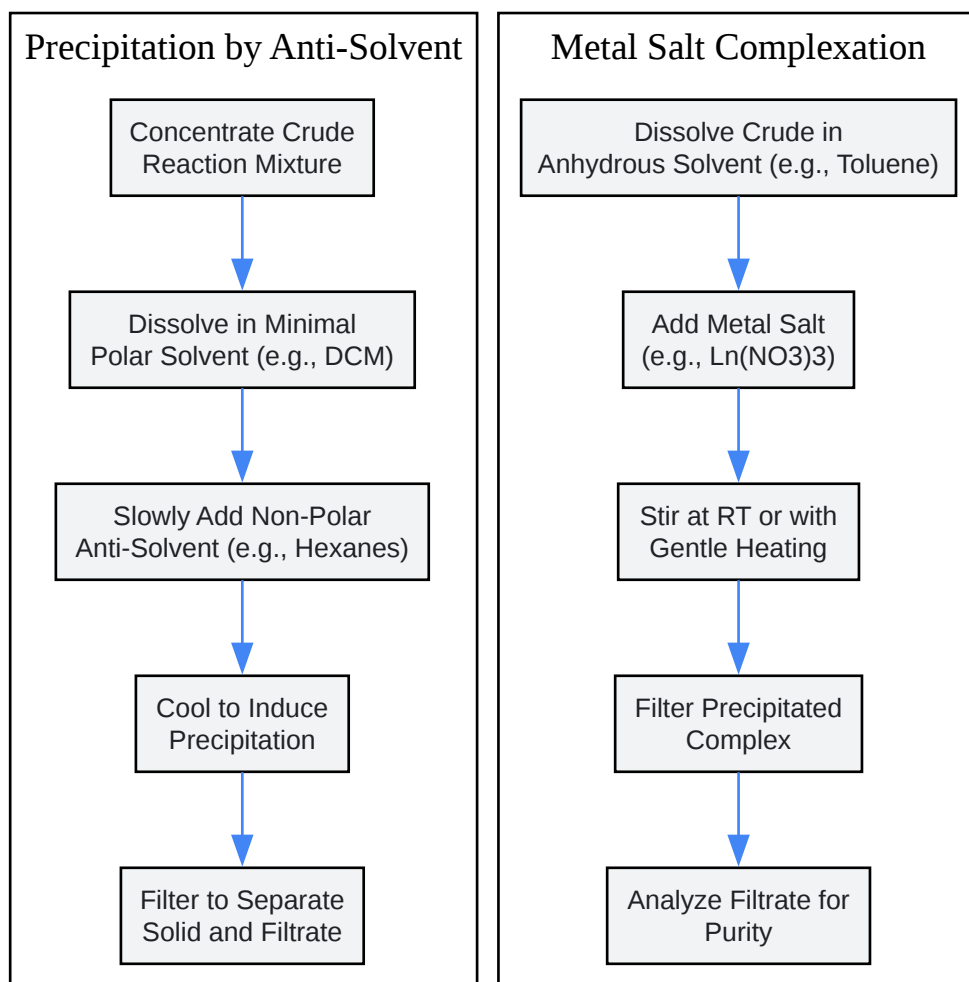 Precipitation by Anti-Solvent
Concentrate Crude
Reaction Mixture
Dissolve in Minimal
Polar Solvent (e.g., DCM)
Slowly Add Non-Polar
Anti-Solvent (e.g., Hexanes)
Cool to Induce
Precipitation
Filter to Separate
Solid and Filtrate
Metal Salt Complexation
Dissolve Crude in
Anhydrous Solvent (e.g., Toluene)
Add Metal Salt
(e.g., Ln(NO3)3)
Stir at RT or with
Gentle Heating
Filter Precipitated
Complex
Analyze Filtrate for
Purity